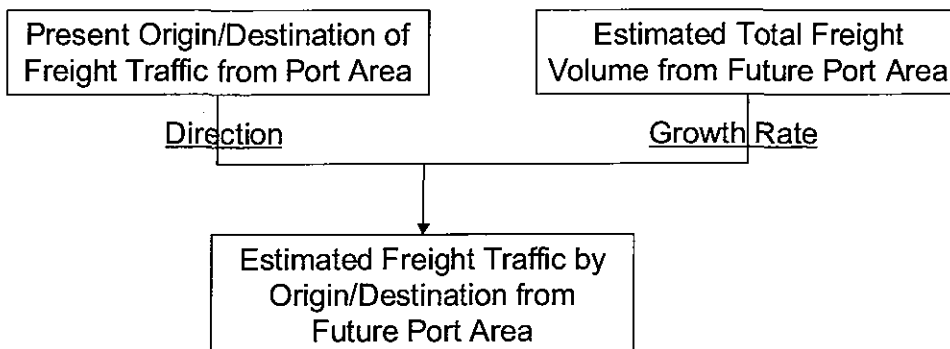 Present Origin/Destination of
Freight Traffic from Port Area
Estimated Total Freight
Volume from Future Port Area
Direction
Growth Rate
Estimated Freight Traffic by
Origin/Destination from
Future Port Area